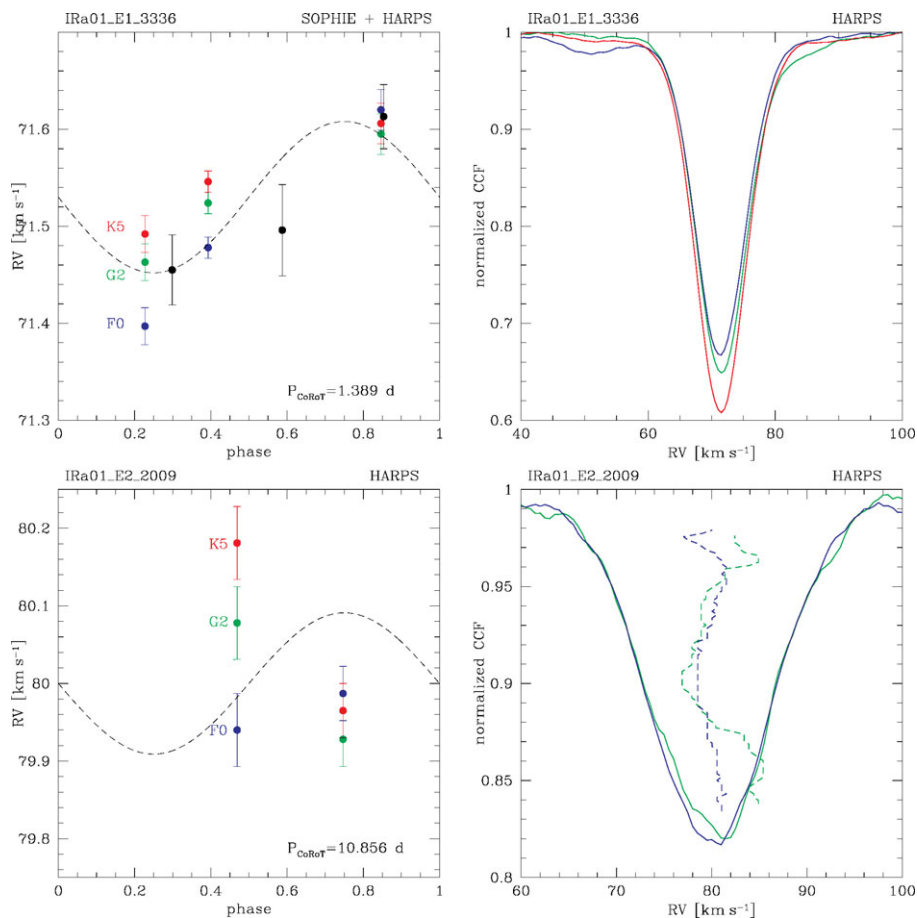 IRa01_E1_3336 SOPHIE + HARPS
RV [km s⁻¹]
71.6
71.5
71.4
71.3
K5
G2
F0
P_CoRoT=1.389 d
0 0.2 0.4 0.6 0.8 1
phase
IRa01_E1_3336 HARPS
normalized CCF
1
0.9
0.8
0.7
0.6
40 60 80 100
RV [km s⁻¹]
IRa01_E2_2009 HARPS
RV [km s⁻¹]
80.2
80.1
80
79.9
79.8
K5
G2
F0
P_CoRoT=10.856 d
0 0.2 0.4 0.6 0.8 1
phase
IRa01_E2_2009 HARPS
normalized CCF
1
0.95
0.9
0.85
0.8
60 70 80 90 100
RV [km s⁻¹]